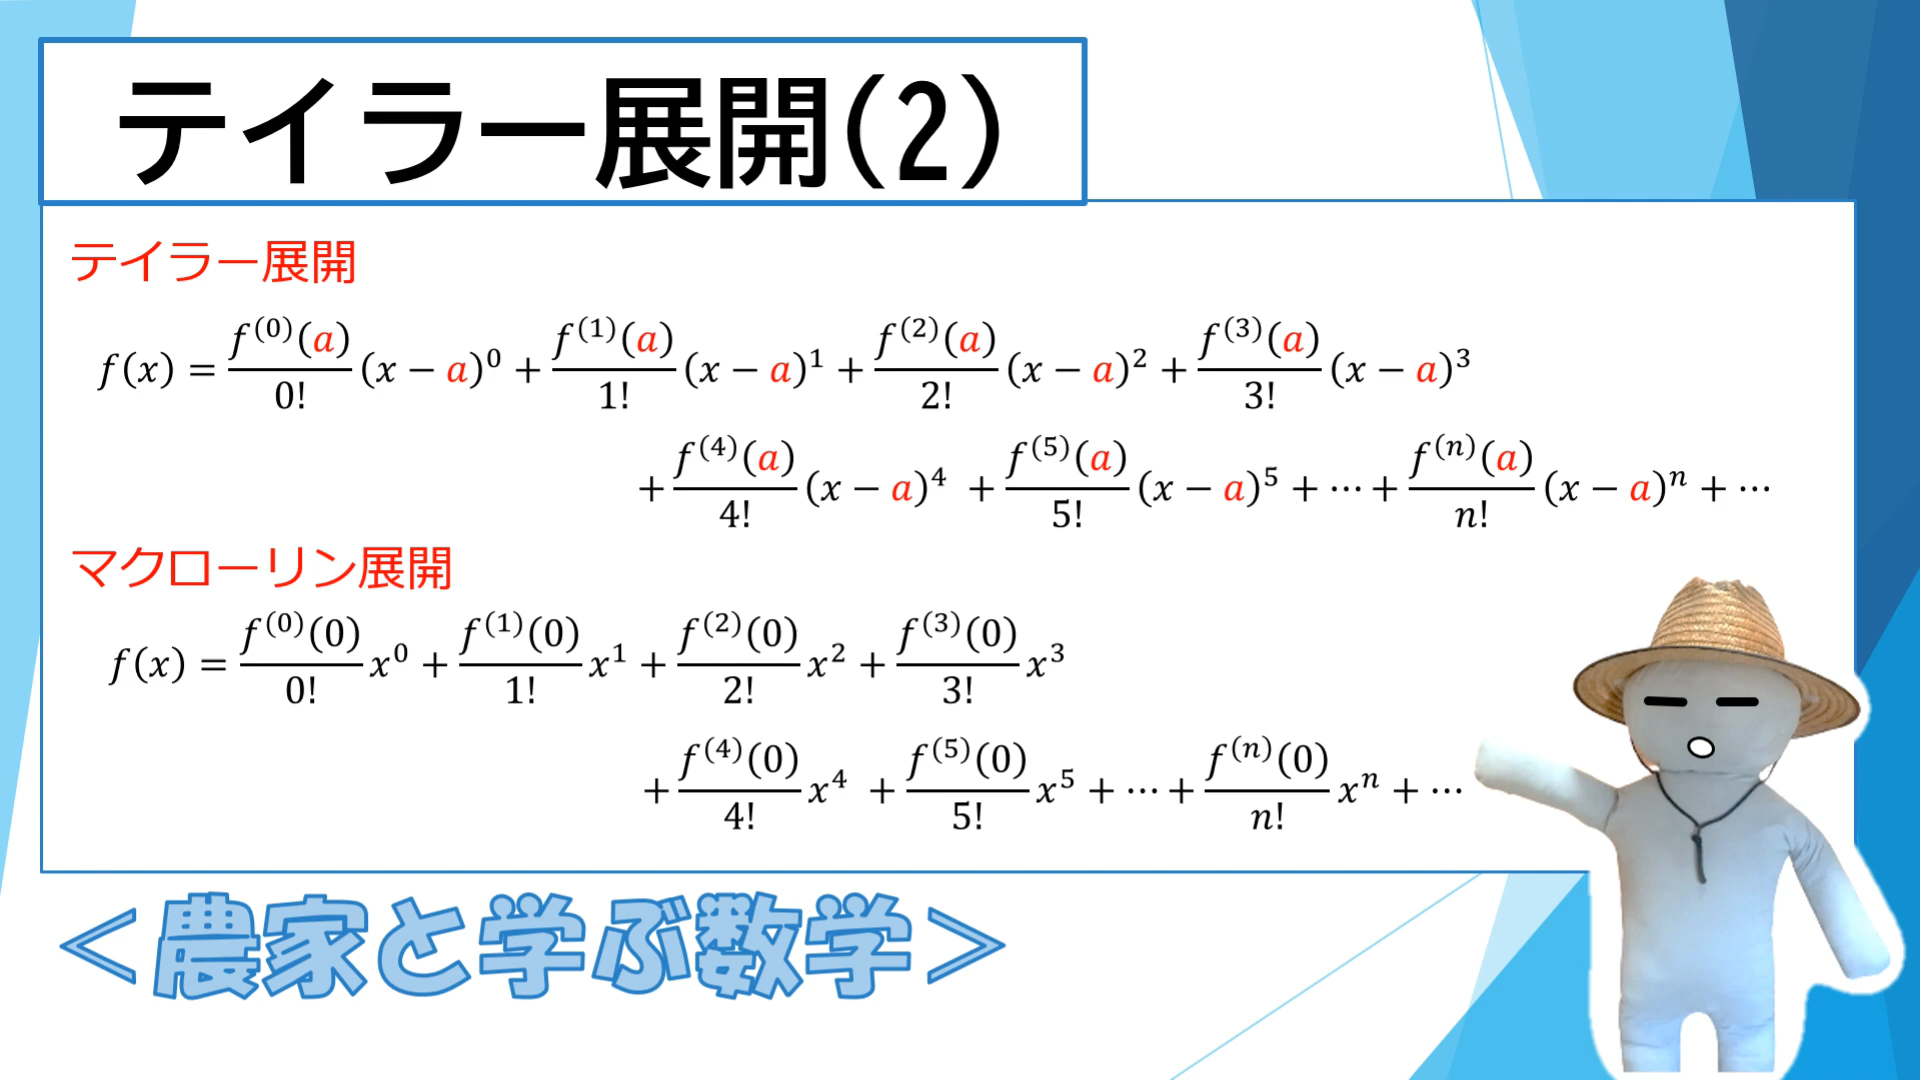 テイラー展開(2)
テイラー展開
f(x) = f⁽⁰⁾(a)/0! (x − a)⁰ + f⁽¹⁾(a)/1! (x − a)¹ + f⁽²⁾(a)/2! (x − a)² + f⁽³⁾(a)/3! (x − a)³
+ f⁽⁴⁾(a)/4! (x − a)⁴ + f⁽⁵⁾(a)/5! (x − a)⁵ + ⋯ + f⁽ⁿ⁾(a)/n! (x − a)ⁿ + ⋯
マクローリン展開
f(x) = f⁽⁰⁾(0)/0! x⁰ + f⁽¹⁾(0)/1! x¹ + f⁽²⁾(0)/2! x² + f⁽³⁾(0)/3! x³
+ f⁽⁴⁾(0)/4! x⁴ + f⁽⁵⁾(0)/5! x⁵ + ⋯ + f⁽ⁿ⁾(0)/n! xⁿ + ⋯
＜農家と学ぶ数学＞